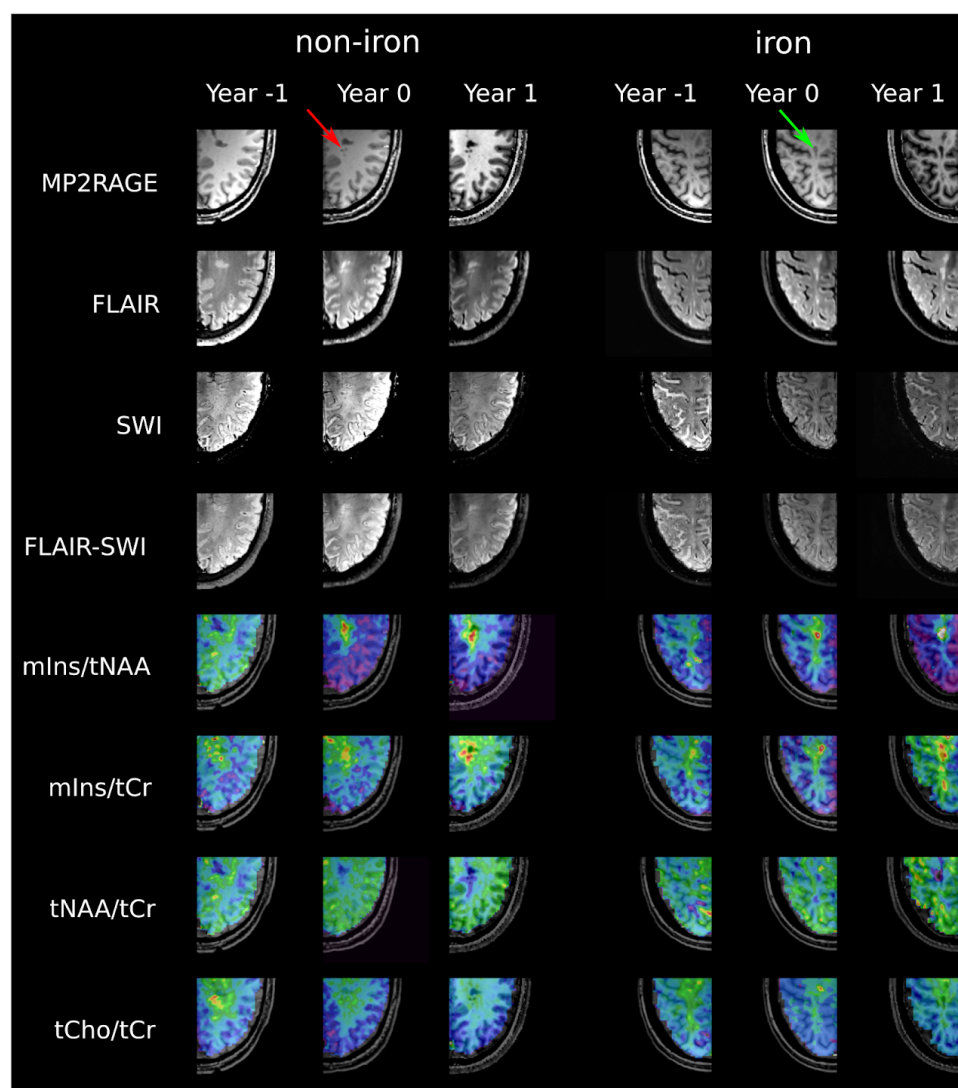 non-iron iron
Year -1 Year 0 Year 1 Year -1 Year 0 Year 1
MP2RAGE
FLAIR
SWI
FLAIR-SWI
mIns/tNAA
mIns/tCr
tNAA/tCr
tCho/tCr